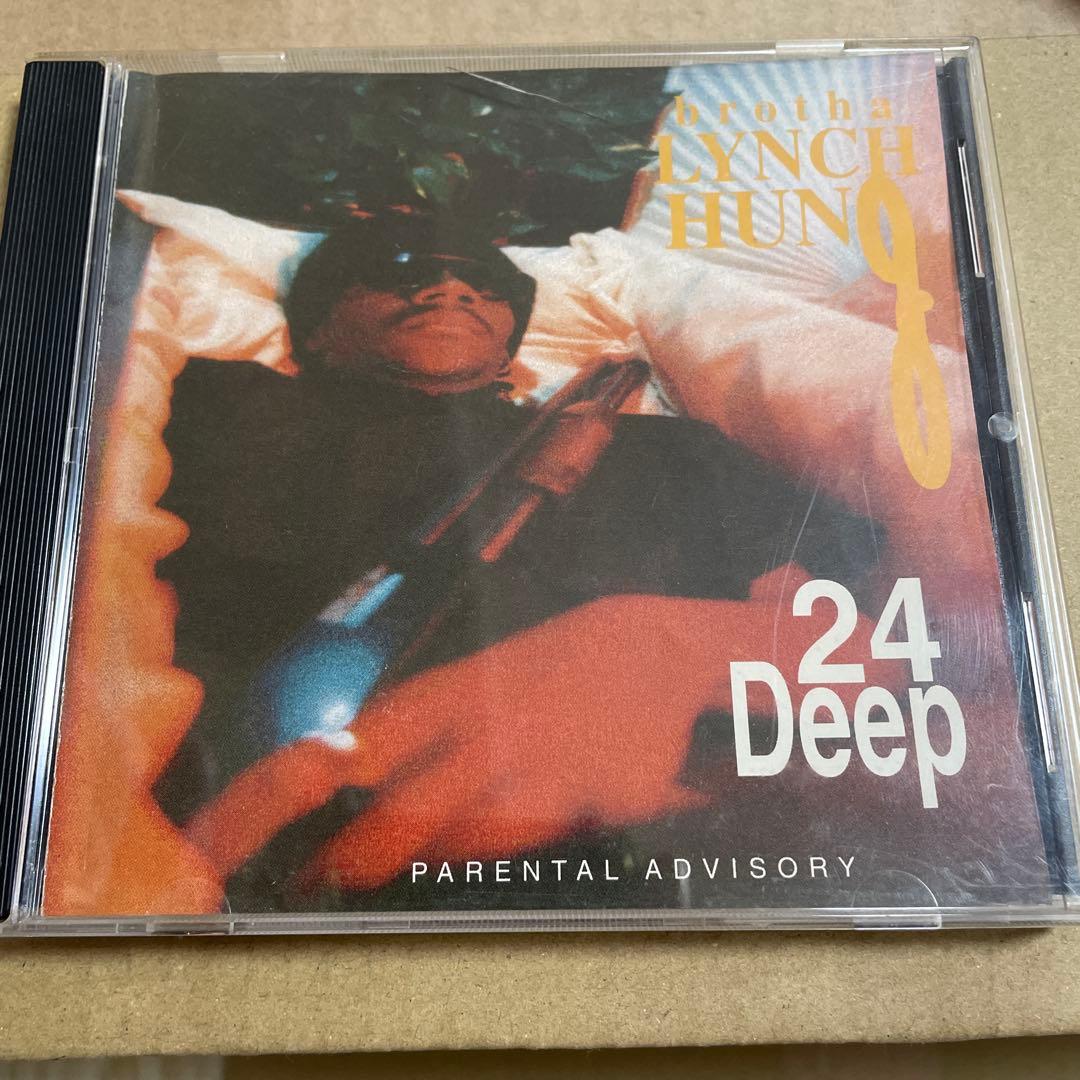 brotha
LYNCH
HUNg
24
Deep
PARENTAL ADVISORY